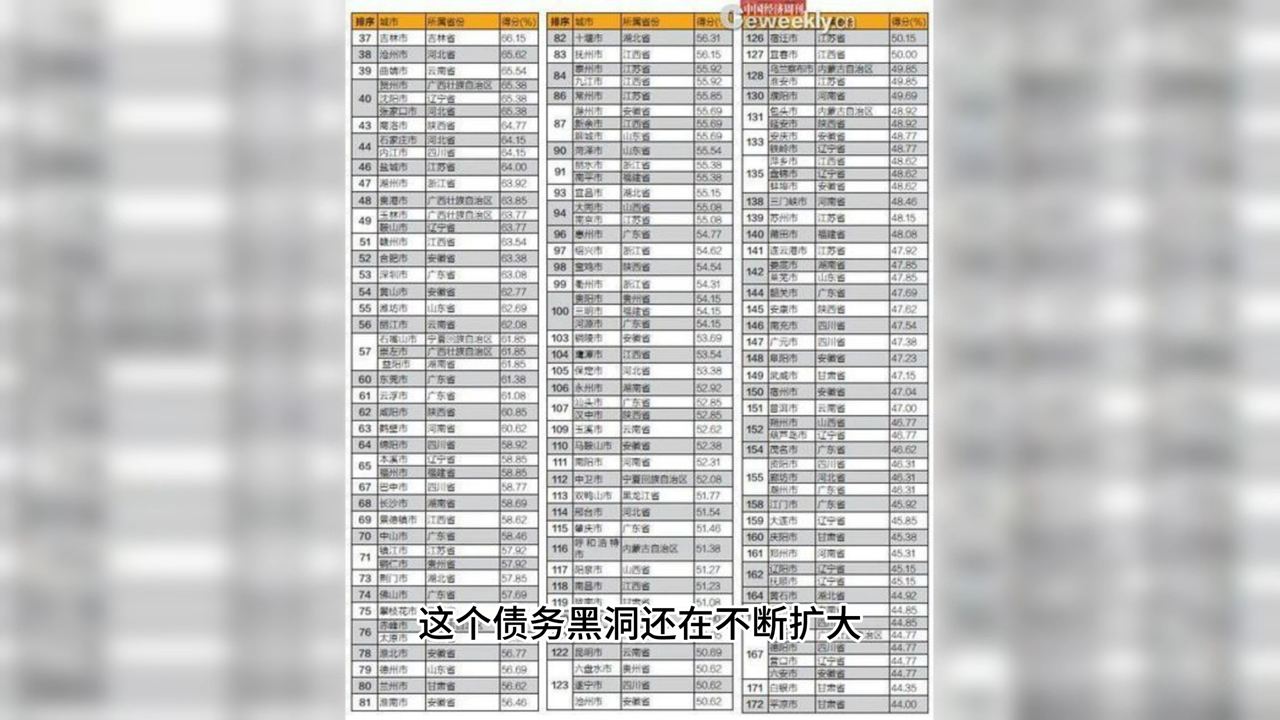 中国经济周刊
Ceweekly.cn
排序 城市 所属省份 得分(%)
37 吉林市 吉林省 66.15
38 沧州市 河北省 65.62
39 曲靖市 云南省 65.54
40 贺州市 广西壮族自治区 65.38
沈阳市 辽宁省 65.38
张家口市 河北省 65.38
43 商洛市 陕西省 64.77
44 石家庄市 河北省 64.15
内江市 四川省 64.15
46 盐城市 江苏省 64.00
47 湖州市 浙江省 63.92
48 贵港市 广西壮族自治区 63.85
49 玉林市 广西壮族自治区 63.77
鞍山市 辽宁省 63.77
51 赣州市 江西省 63.54
52 合肥市 安徽省 63.38
53 深圳市 广东省 63.08
54 黄山市 安徽省 62.77
55 潍坊市 山东省 62.69
56 丽江市 云南省 62.08
57 石嘴山市 宁夏回族自治区 61.85
崇左市 广西壮族自治区 61.85
益阳市 湖南省 61.85
60 东莞市 广东省 61.38
61 云浮市 广东省 61.08
62 咸阳市 陕西省 60.85
63 鹤壁市 河南省 60.62
64 绵阳市 四川省 58.92
65 本溪市 辽宁省 58.85
福州市 福建省 58.85
67 巴中市 四川省 58.77
68 长沙市 湖南省 58.69
69 景德镇市 江西省 58.62
70 中山市 广东省 58.46
71 镇江市 江苏省 57.92
铜仁市 贵州省 57.92
73 荆门市 湖北省 57.85
74 佛山市 广东省 57.69
75 攀枝花市
76 赤峰市
太原市
78 淮北市 安徽省 56.77
79 德州市 山东省 56.69
80 兰州市 甘肃省 56.62
81 淮南市 安徽省 56.46
排序 城市 所属省份 得分(%)
82 十堰市 湖北省 56.31
83 抚州市 江西省 56.15
84 泰州市 江苏省 55.92
九江市 江西省 55.92
86 常州市 江苏省 55.85
87 滁州市 安徽省 55.69
新余市 江西省 55.69
聊城市 山东省 55.69
90 菏泽市 山东省 55.54
91 丽水市 浙江省 55.38
南平市 福建省 55.38
93 宜昌市 湖北省 55.15
94 大同市 山西省 55.08
南京市 江苏省 55.08
96 惠州市 广东省 54.77
97 绍兴市 浙江省 54.62
98 宝鸡市 陕西省 54.54
99 衢州市 浙江省 54.31
100 贵阳市 贵州省 54.15
三明市 福建省 54.15
河源市 广东省 54.15
103 铜陵市 安徽省 53.69
104 鹰潭市 江西省 53.54
105 保定市 河北省 53.38
106 永州市 湖南省 52.92
107 汕头市 广东省 52.85
汉中市 陕西省 52.85
109 玉溪市 云南省 52.62
110 马鞍山市 安徽省 52.38
111 南阳市 河南省 52.31
112 中卫市 宁夏回族自治区 52.08
113 双鸭山市 黑龙江省 51.77
114 邢台市 河北省 51.54
115 肇庆市 广东省 51.46
116 呼和浩特市 内蒙古自治区 51.38
117 阳泉市 山西省 51.27
118 南昌市 江西省 51.23
119 陇南市 甘肃省 51.08
122 昆明市 云南省 50.69
123 六盘水市 贵州省 50.62
遂宁市 四川省 50.62
池州市 安徽省 50.62
得分(%)
126 宿迁市 江苏省 50.15
127 宜春市 江西省 50.00
128 乌兰察布市 内蒙古自治区 49.85
淮安市 江苏省 49.85
130 濮阳市 河南省 49.69
131 包头市 内蒙古自治区 48.92
延安市 陕西省 48.92
133 安庆市 安徽省 48.77
铁岭市 辽宁省 48.77
135 萍乡市 江西省 48.62
盘锦市 辽宁省 48.62
蚌埠市 安徽省 48.62
138 三门峡市 河南省 48.46
139 苏州市 江苏省 48.15
140 莆田市 福建省 48.08
141 连云港市 江苏省 47.92
142 娄底市 湖南省 47.85
莱芜市 山东省 47.85
144 韶关市 广东省 47.69
145 安康市 陕西省 47.62
146 南充市 四川省 47.54
147 广元市 四川省 47.38
148 阜阳市 安徽省 47.23
149 武威市 甘肃省 47.15
150 宿州市 安徽省 47.04
151 普洱市 云南省 47.00
152 朔州市 山西省 46.77
葫芦岛市 辽宁省 46.77
154 茂名市 广东省 46.62
155 资阳市 四川省 46.31
廊坊市 河北省 46.31
潮州市 广东省 46.31
158 江门市 广东省 45.92
159 大连市 辽宁省 45.85
160 庆阳市 甘肃省 45.38
161 郑州市 河南省 45.31
162 辽阳市 辽宁省 45.15
抚顺市 辽宁省 45.15
164 黄石市 湖北省 44.92
44.85
44.85
167 44.77
德阳市 四川省 44.77
营口市 辽宁省 44.77
六安市 安徽省 44.77
171 白银市 甘肃省 44.35
172 平凉市 甘肃省 44.00
这个债务黑洞还在不断扩大